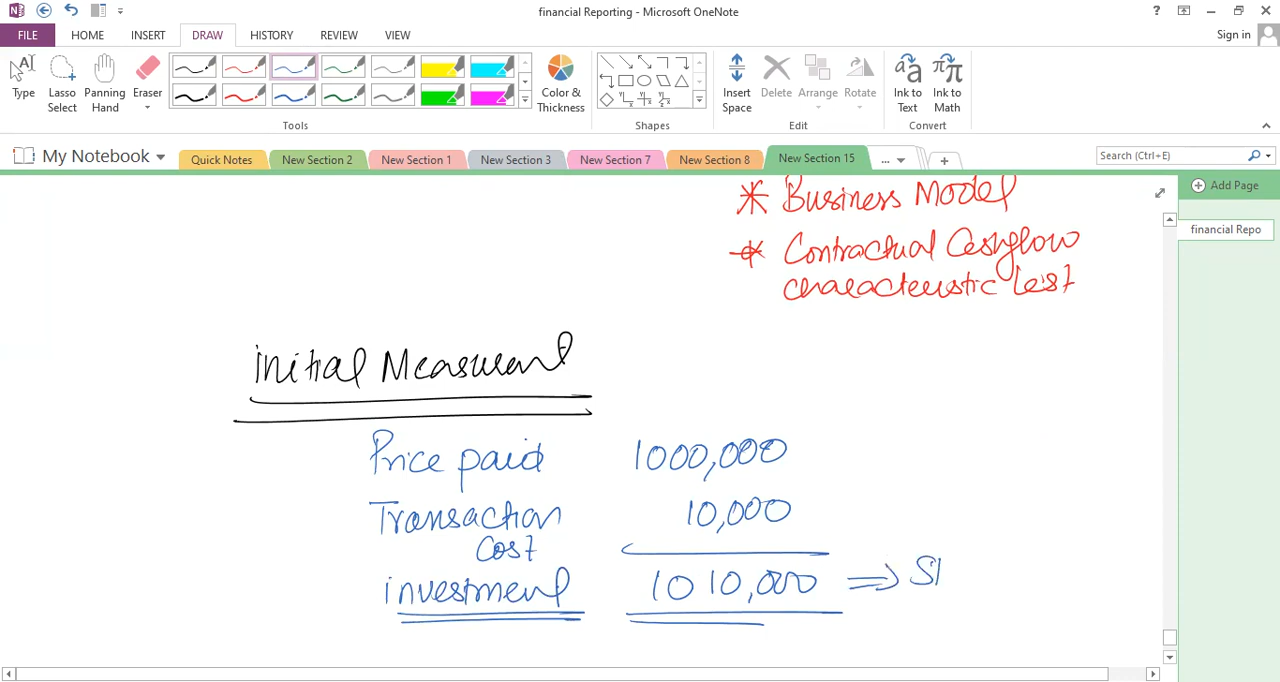 financial Reporting - Microsoft OneNote
? 
Sign in
FILE HOME INSERT DRAW HISTORY REVIEW VIEW
Type Lasso Select Panning Hand Eraser Color & Thickness Insert Space Delete Arrange Rotate Ink to Text Ink to Math
Tools Shapes Edit Convert
My Notebook Quick Notes New Section 2 New Section 1 New Section 3 New Section 7 New Section 8 New Section 15 ... + Search (Ctrl+E)
Add Page
financial Repo
* Business Model
* Contractual Cashflow
characteristic test
initial Measurment
Price paid 1000,000
Transaction 10,000
cost
investment 1010,000 => SI